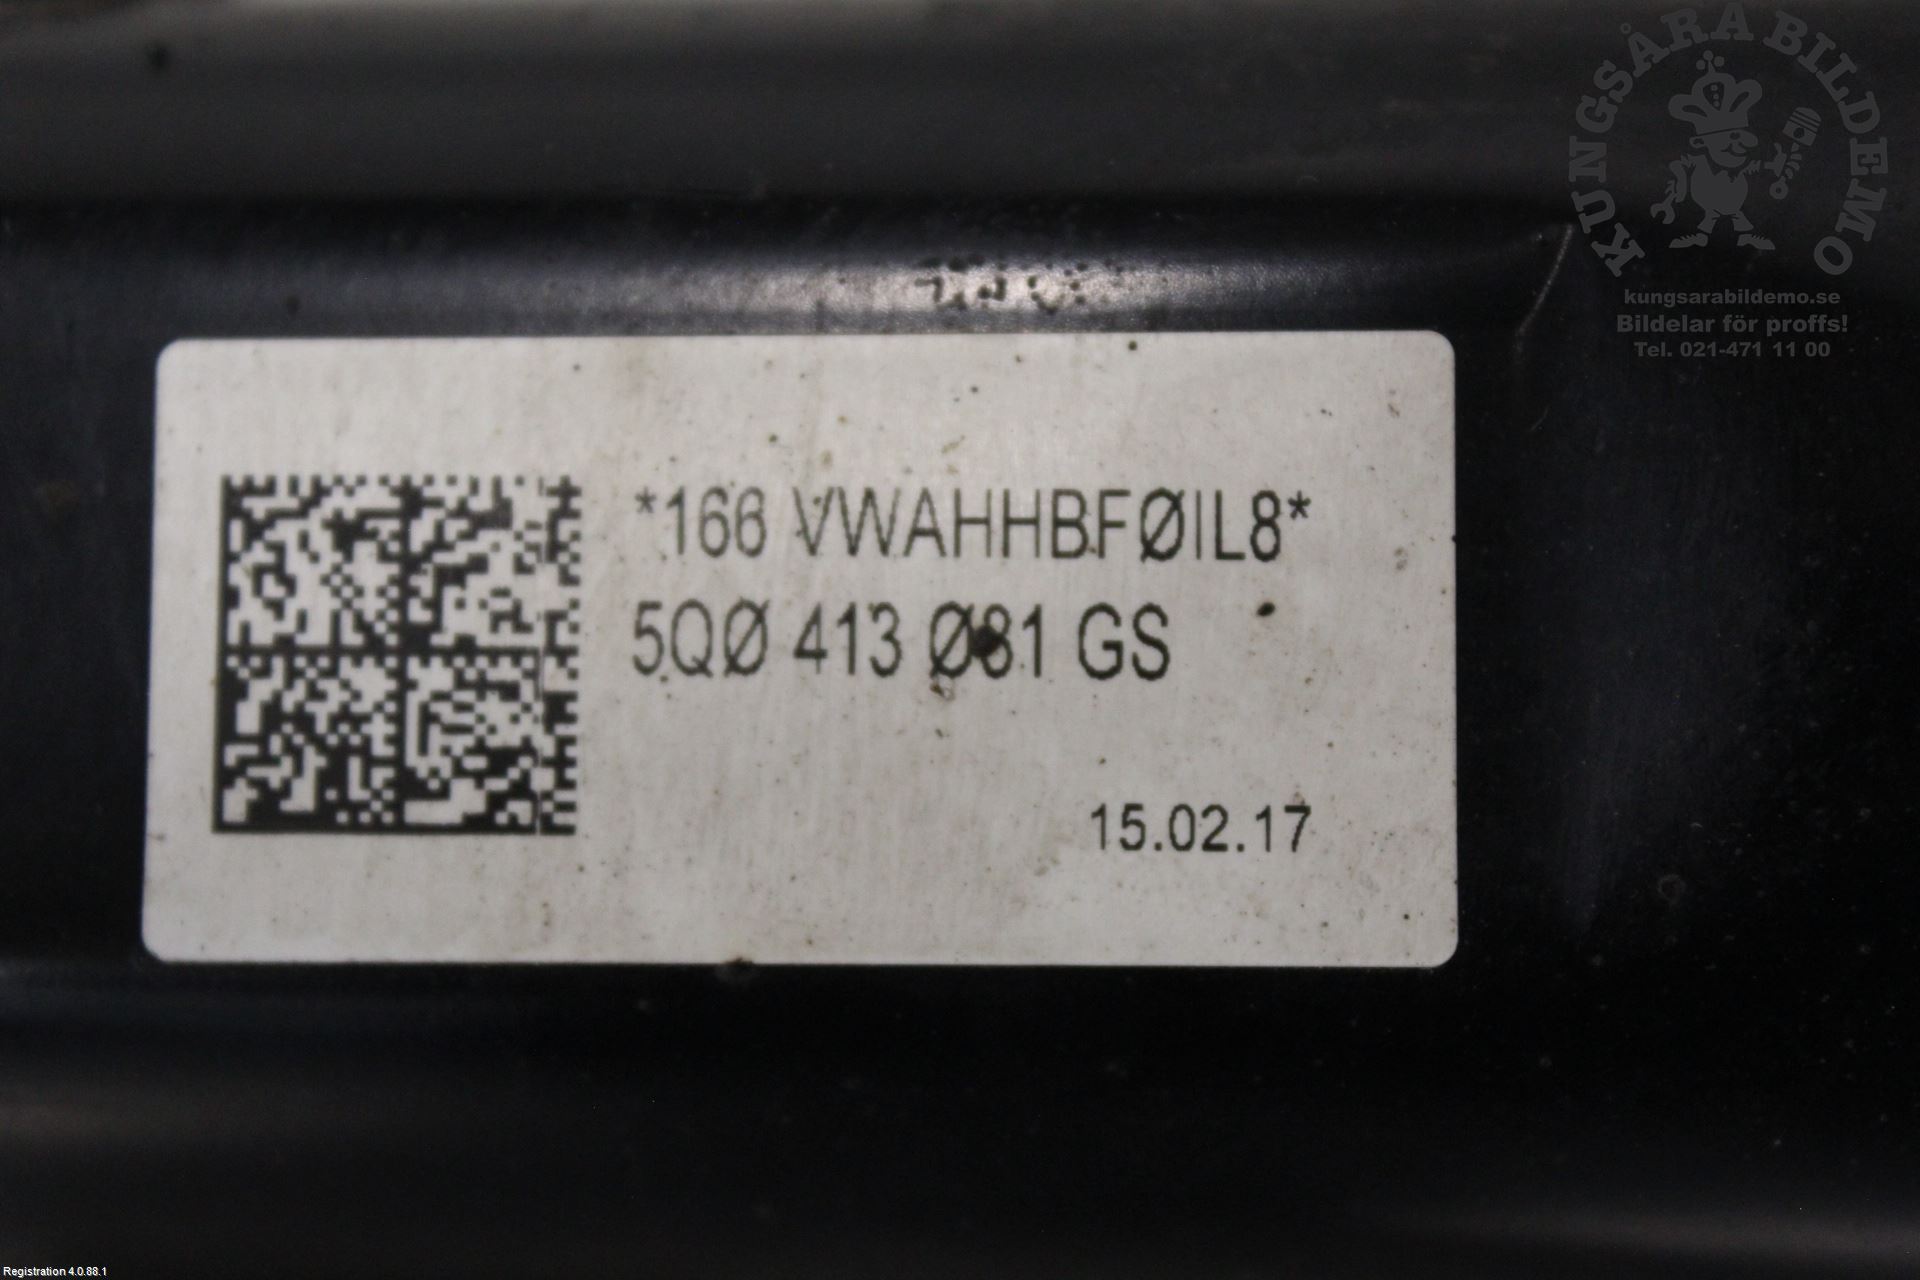 KUNGSÅRA BILDEMO
kungsarabildemo.se
Bildelar för proffs!
Tel. 021-471 11 00
*166 VWAHHBFØIL8*
5QØ 413 Ø31 GS
15.02.17
Registration 4.0.88.1